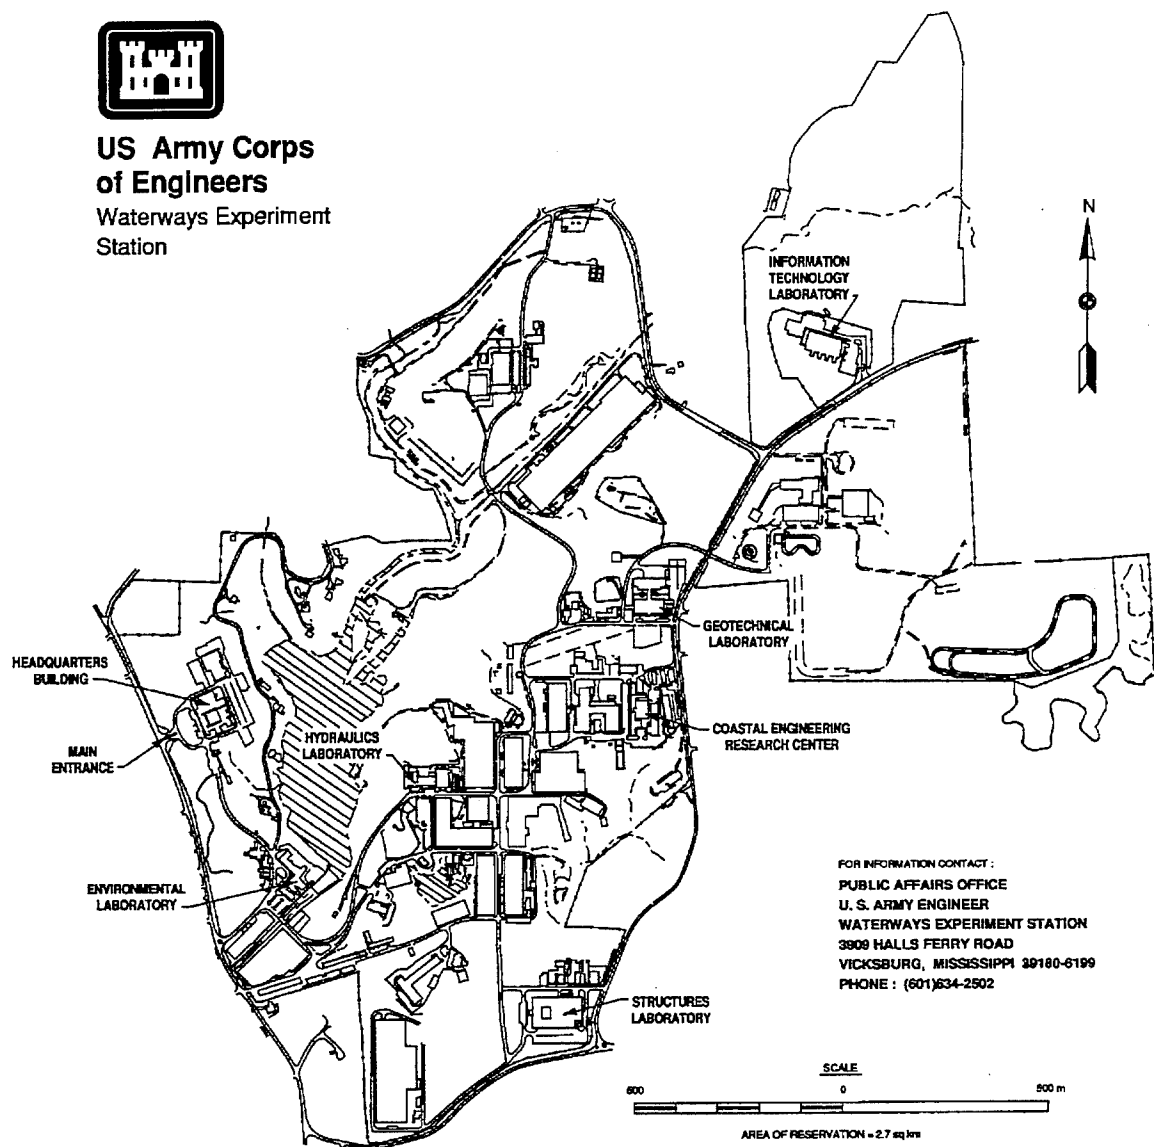 US Army Corps
of Engineers
Waterways Experiment
Station
N
INFORMATION
TECHNOLOGY
LABORATORY
GEOTECHNICAL
LABORATORY
HEADQUARTERS
BUILDING
MAIN
ENTRANCE
HYDRAULICS
LABORATORY
COASTAL ENGINEERING
RESEARCH CENTER
ENVIRONMENTAL
LABORATORY
STRUCTURES
LABORATORY
FOR INFORMATION CONTACT :
PUBLIC AFFAIRS OFFICE
U. S. ARMY ENGINEER
WATERWAYS EXPERIMENT STATION
3909 HALLS FERRY ROAD
VICKSBURG, MISSISSIPPI 39180-6199
PHONE : (601)634-2502
SCALE
500 0 500 m
AREA OF RESERVATION = 2.7 sq km